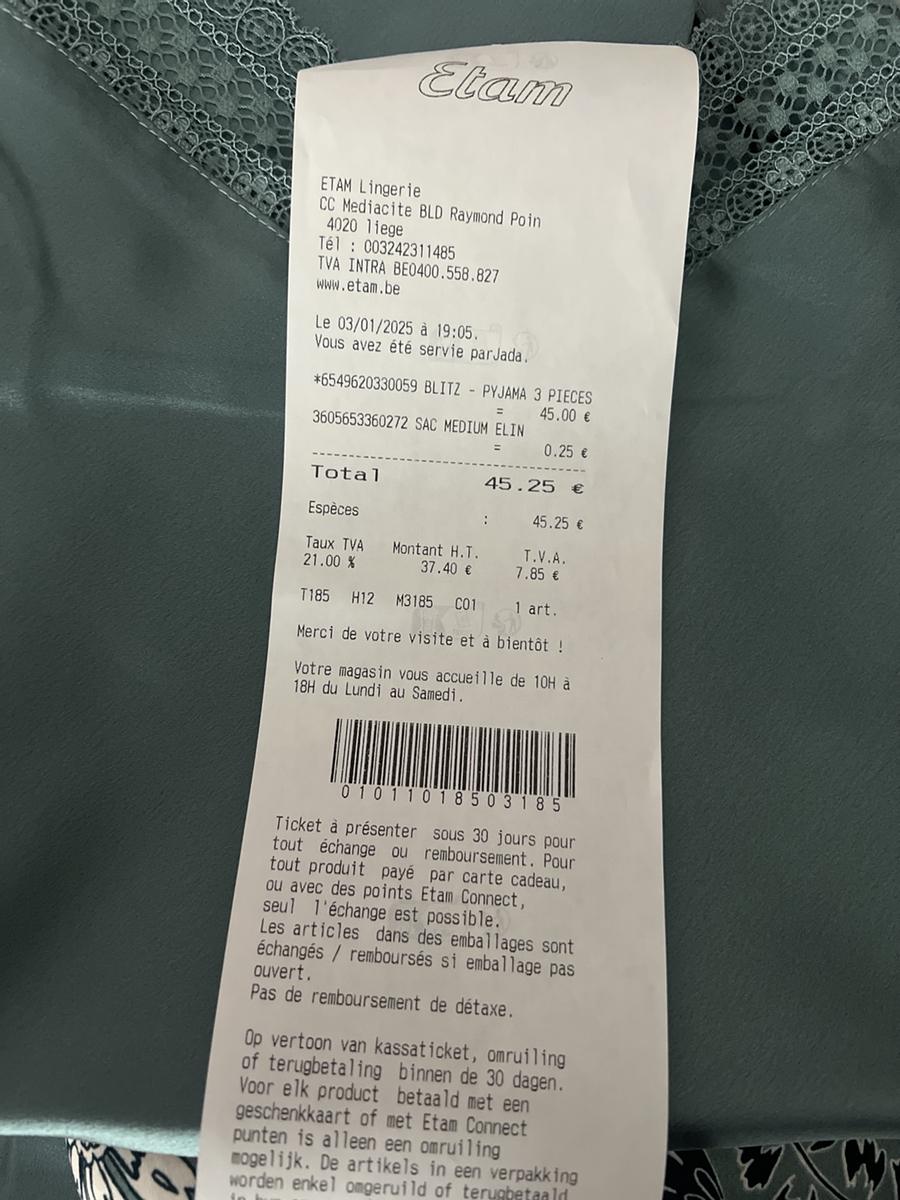 Etam
ETAM Lingerie
CC Mediacite BLD Raymond Poin
4020 liege
Tél : 003242311485
TVA INTRA BE0400.558.827
www.etam.be
Le 03/01/2025 à 19:05.
Vous avez été servie parJada.
*6549620330059 BLITZ - PYJAMA 3 PIECES
= 45.00 €
3605653360272 SAC MEDIUM ELIN
= 0.25 €
Total 45.25 €
Espèces : 45.25 €
Taux TVA Montant H.T. T.V.A.
21.00 % 37.40 € 7.85 €
T185 H12 M3185 C01 1 art.
Merci de votre visite et à bientôt !
Votre magasin vous accueille de 10H à
18H du Lundi au Samedi.
01011018503185
Ticket à présenter sous 30 jours pour
tout échange ou remboursement. Pour
tout produit payé par carte cadeau,
ou avec des points Etam Connect,
seul l'échange est possible.
Les articles dans des emballages sont
échangés / remboursés si emballage pas
ouvert.
Pas de remboursement de détaxe.
Op vertoon van kassaticket, omruiling
of terugbetaling binnen de 30 dagen.
Voor elk product betaald met een
geschenkkaart of met Etam Connect
punten is alleen een omruiling
mogelijk. De artikels in een verpakking
worden enkel omgeruild of terugbetaald